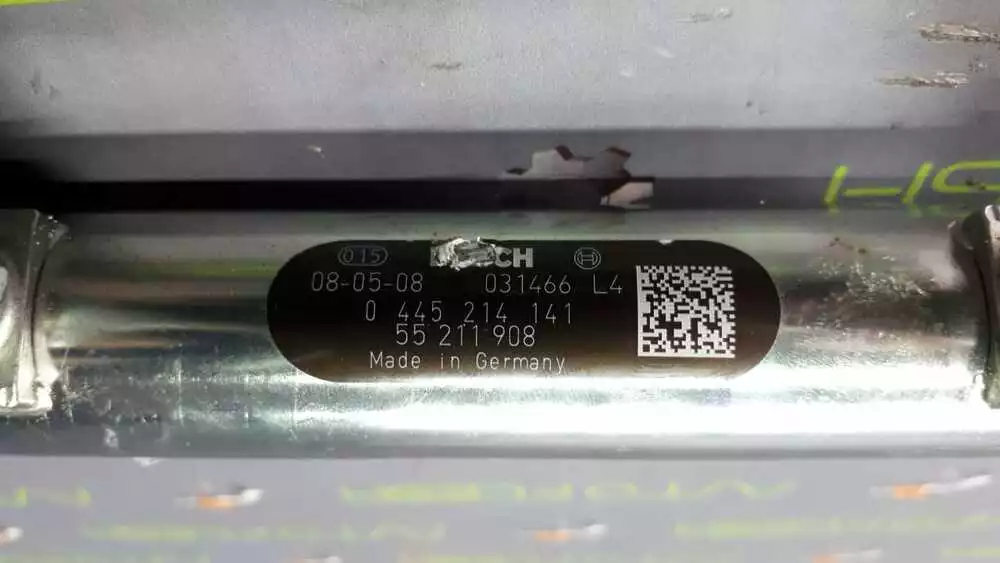 015 BOSCH
08-05-08 031466 L4
0 445 214 141
55 211 908
Made in Germany